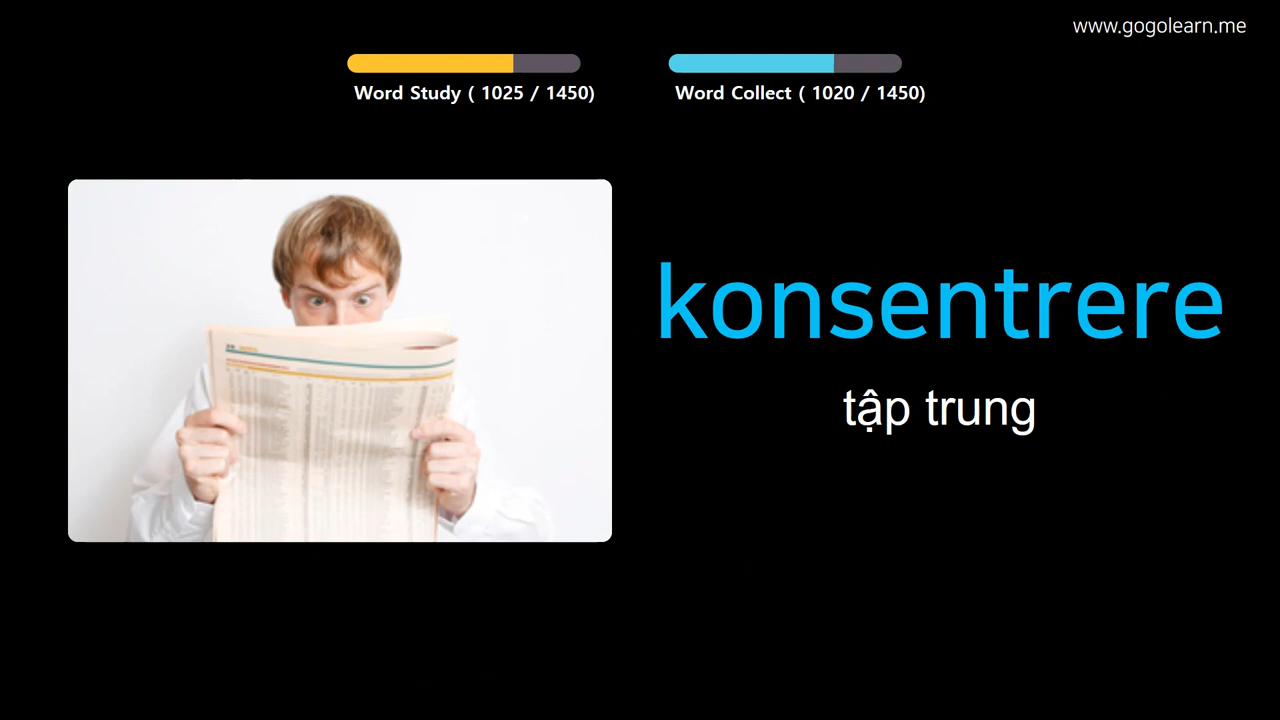 www.gogolearn.me
Word Study ( 1025 / 1450)
Word Collect ( 1020 / 1450)
konsentrere
tập trung